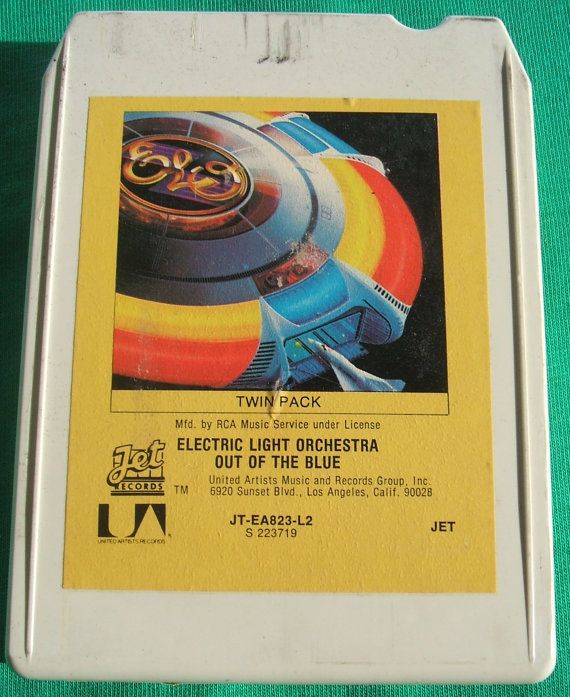 ELO
TWIN PACK
Mfd. by RCA Music Service under License
ELECTRIC LIGHT ORCHESTRA
OUT OF THE BLUE
Jet
RECORDS
TM
United Artists Music and Records Group, Inc.
6920 Sunset Blvd., Los Angeles, Calif. 90028
UA
UNITED ARTISTS RECORDS
JT-EA823-L2
S 223719
JET